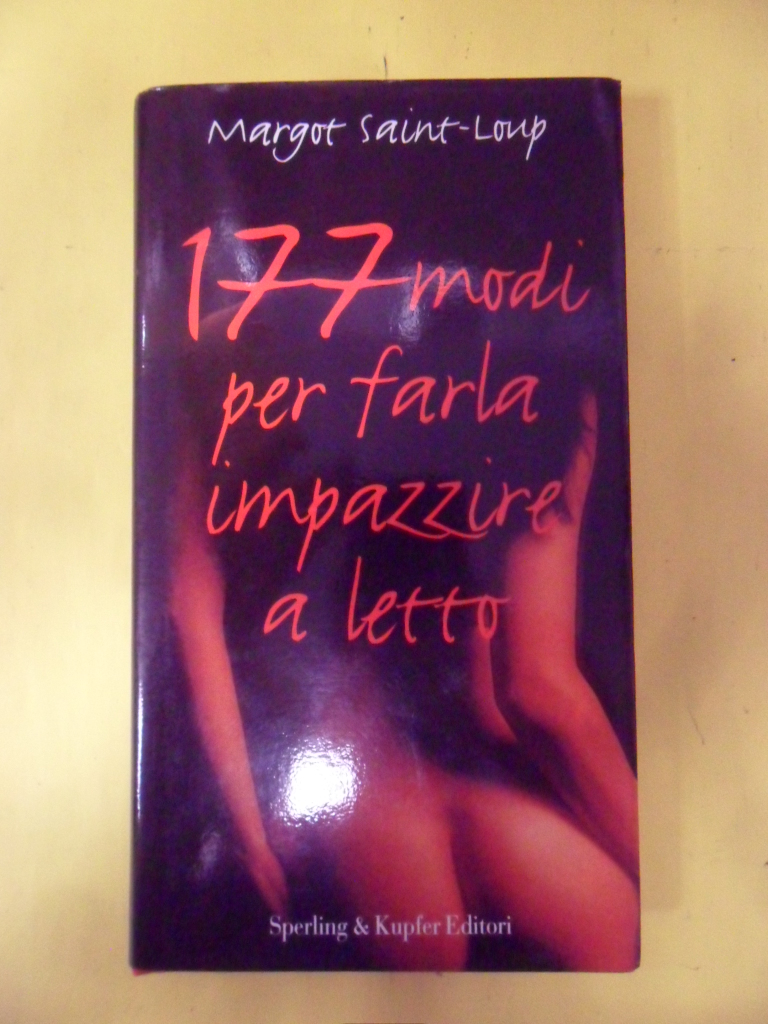 Margot Saint-Loup
177 modi
per farla
impazzire
a letto
Sperling & Kupfer Editori